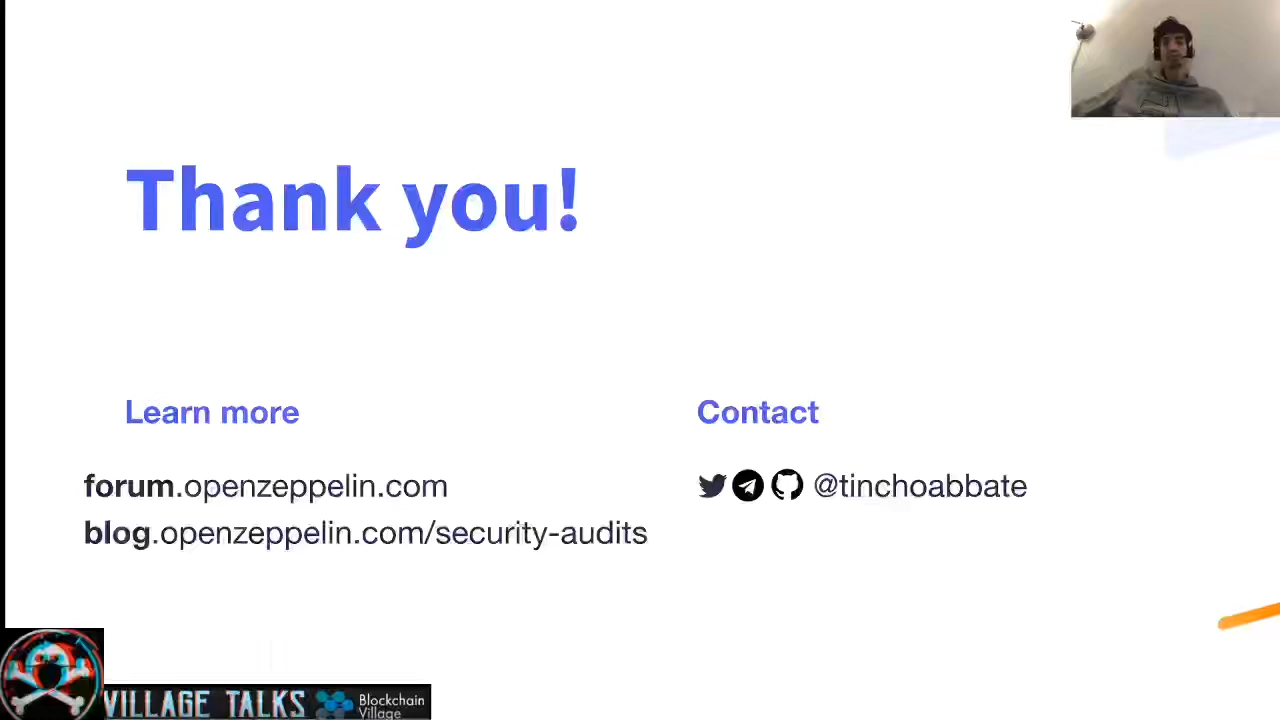 Thank you!
Learn more
forum.openzeppelin.com
blog.openzeppelin.com/security-audits
Contact
@tinchoabbate
VILLAGE TALKS
Blockchain
Village